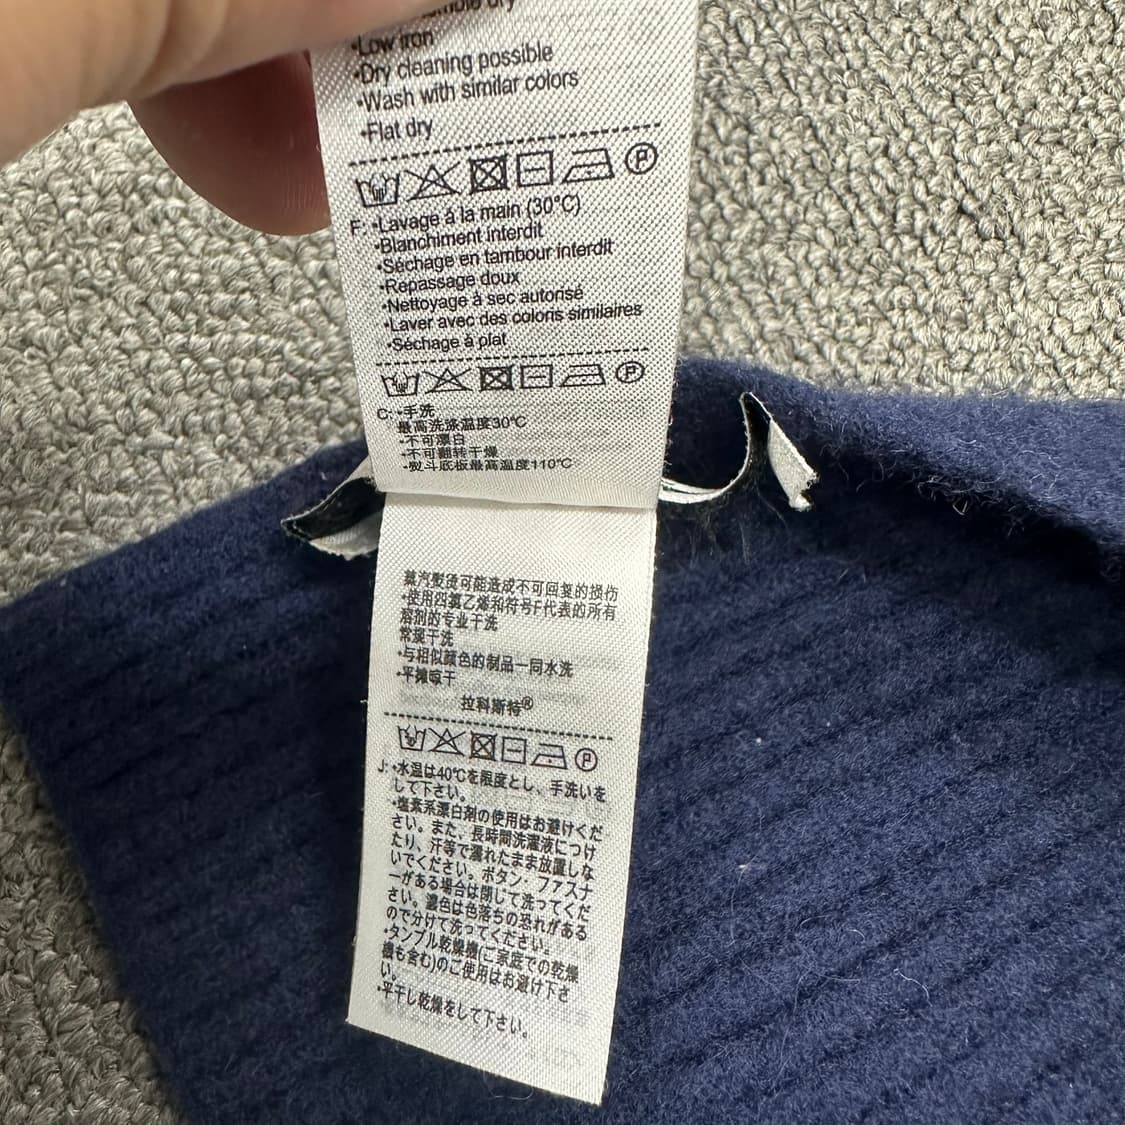 Tumble dry
•Low iron
•Dry cleaning possible
•Wash with similar colors
•Flat dry
P
F: •Lavage à la main (30°C)
•Blanchiment interdit
•Séchage en tambour interdit
•Repassage doux
•Nettoyage à sec autorisé
•Laver avec des coloris similaires
•Séchage à plat
P
C: •手洗
最高洗涤温度30℃
•不可漂白
•不可翻转干燥
•熨斗底板最高温度110℃
蒸汽熨烫可能造成不可回复的损伤
•使用四氯乙烯和符号F代表的所有
溶剂的专业干洗
常规干洗
•与相似颜色的制品一同水洗
•平摊晾干
拉科斯特®
P
J: •水温は40℃を限度とし、手洗いを
して下さい。
•塩素系漂白剤の使用はお避けくだ
さい。また、長時間洗濯液につけ
たり、汗等で濡れたまま放置しな
いでください。ボタン、ファスナ
ーがある場合は閉じて洗ってくだ
さい。濃色は色落ちの恐れがある
ので分けて洗ってください。
•タンブル乾燥機(ご家庭での乾燥
機も含む)のご使用はお避け下さ
い。
•平干し乾燥をして下さい。